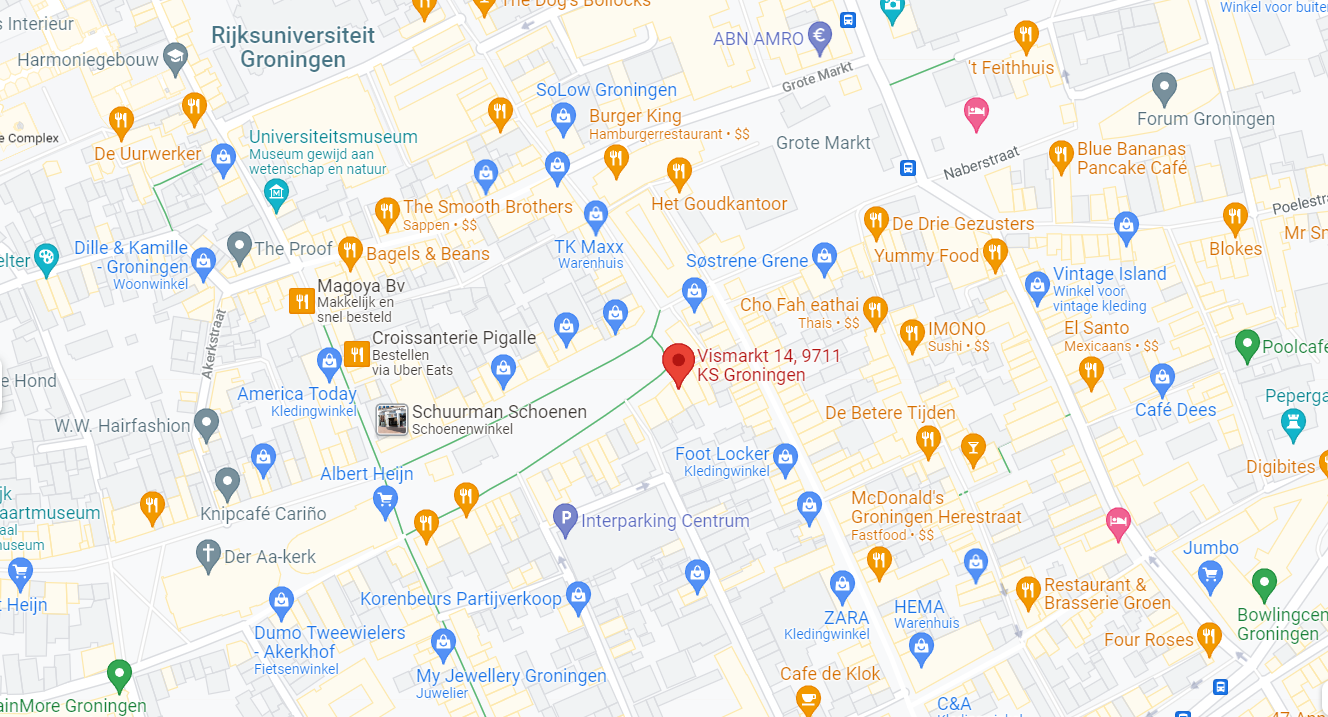 s Interieur
Rijksuniversiteit
Groningen
Harmoniegebouw
The Dog's Bollocks
ABN AMRO
€
Winkel voor buiten
't Feithhuis
Grote Markt
SoLow Groningen
Burger King
Hamburgerrestaurant • $$
Forum Groningen
Grote Markt
e Complex
De Uurwerker
Universiteitsmuseum
Museum gewijd aan
wetenschap en natuur
Naberstraat
Blue Bananas
Pancake Café
Het Goudkantoor
The Smooth Brothers
Sappen • $$
Poelestra
De Drie Gezusters
Mr Sm
TK Maxx
Warenhuis
Dille & Kamille
- Groningen
Woonwinkel
The Proof
Bagels & Beans
Yummy Food
Blokes
elter
Søstrene Grene
Magoya Bv
Makkelijk en
snel besteld
Vintage Island
Winkel voor
vintage kleding
Cho Fah eathai
Thais • $$
IMONO
Sushi • $$
El Santo
Mexicaans • $$
Akerkstraat
Croissanterie Pigalle
Bestellen
via Uber Eats
Vismarkt 14, 9711
KS Groningen
Poolcafé
e Hond
America Today
Kledingwinkel
Café Dees
Peperga
Schuurman Schoenen
Schoenenwinkel
De Betere Tijden
W.W. Hairfashion
Foot Locker
Kledingwinkel
Digibites
Albert Heijn
jk
aartmuseum
aal
museum
Knipcafé Cariño
P
Interparking Centrum
McDonald's
Groningen Herestraat
Fastfood • $$
Der Aa-kerk
Jumbo
t Heijn
Korenbeurs Partijverkoop
ZARA
Kledingwinkel
HEMA
Warenhuis
Restaurant &
Brasserie Groen
Bowlingcen
Groningen
Dumo Tweewielers
- Akerkhof
Fietsenwinkel
Four Roses
My Jewellery Groningen
Juwelier
Cafe de Klok
ainMore Groningen
C&A